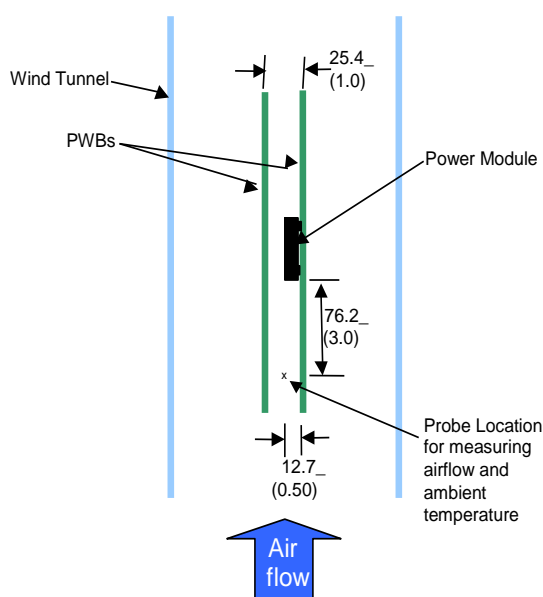 25.4_
(1.0)
Wind Tunnel
PWBs
Power Module
76.2_
(3.0)
x
Probe Location
for measuring
airflow and
ambient
temperature
12.7_
(0.50)
Air
flow